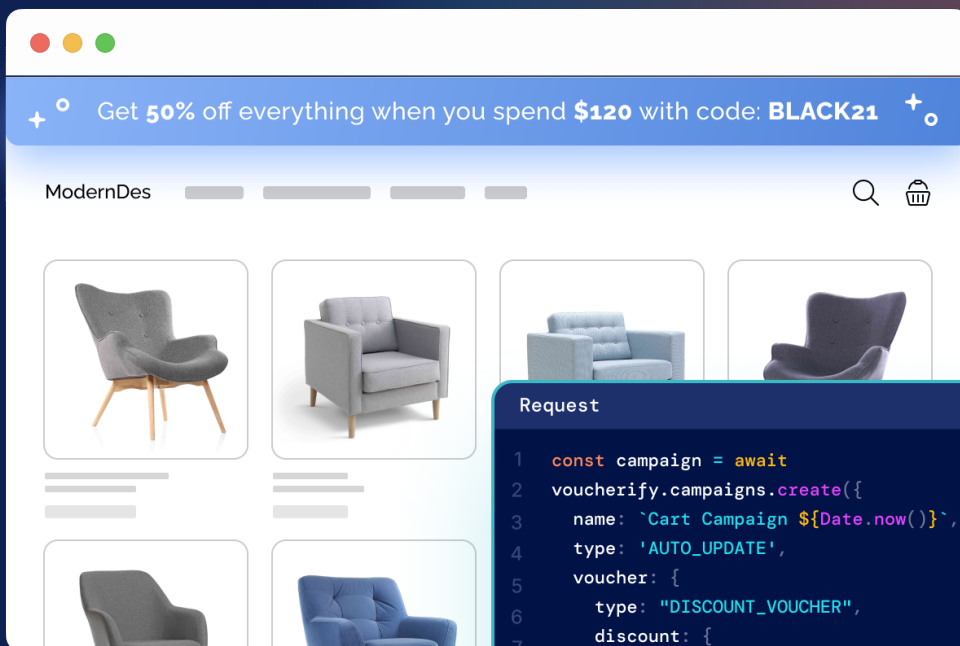 Get 50% off everything when you spend $120 with code: BLACK21
ModernDes
Request
1 const campaign = await
2 voucherify.campaigns.create({
3 name: `Cart Campaign ${Date.now()}`,
4 type: 'AUTO_UPDATE',
5 voucher: {
6 type: "DISCOUNT_VOUCHER",
7 discount: {